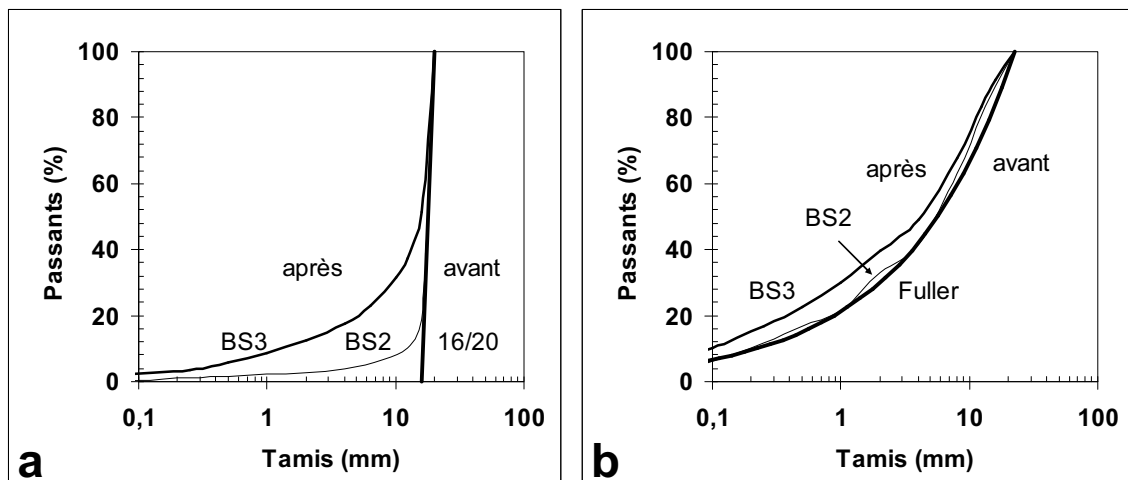 100
80
60
40
20
0
Passants (%)
0,1
1
10
100
Tamis (mm)
après
avant
BS3
BS2
16/20
a
100
80
60
40
20
0
Passants (%)
0,1
1
10
100
Tamis (mm)
après
avant
BS2
BS3
Fuller
b